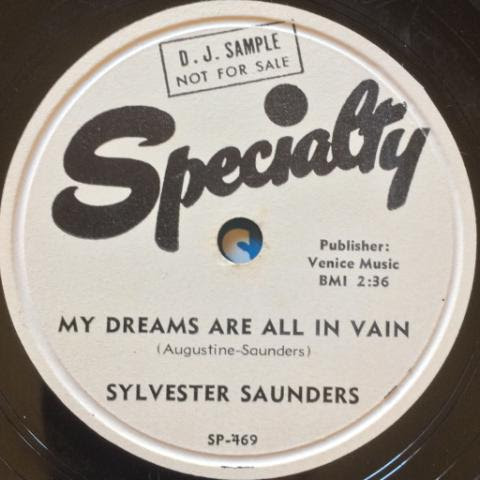 D. J. SAMPLE
NOT FOR SALE
Specialty
Publisher:
Venice Music
BMI 2:36
MY DREAMS ARE ALL IN VAIN
(Augustine-Saunders)
SYLVESTER SAUNDERS
SP-469